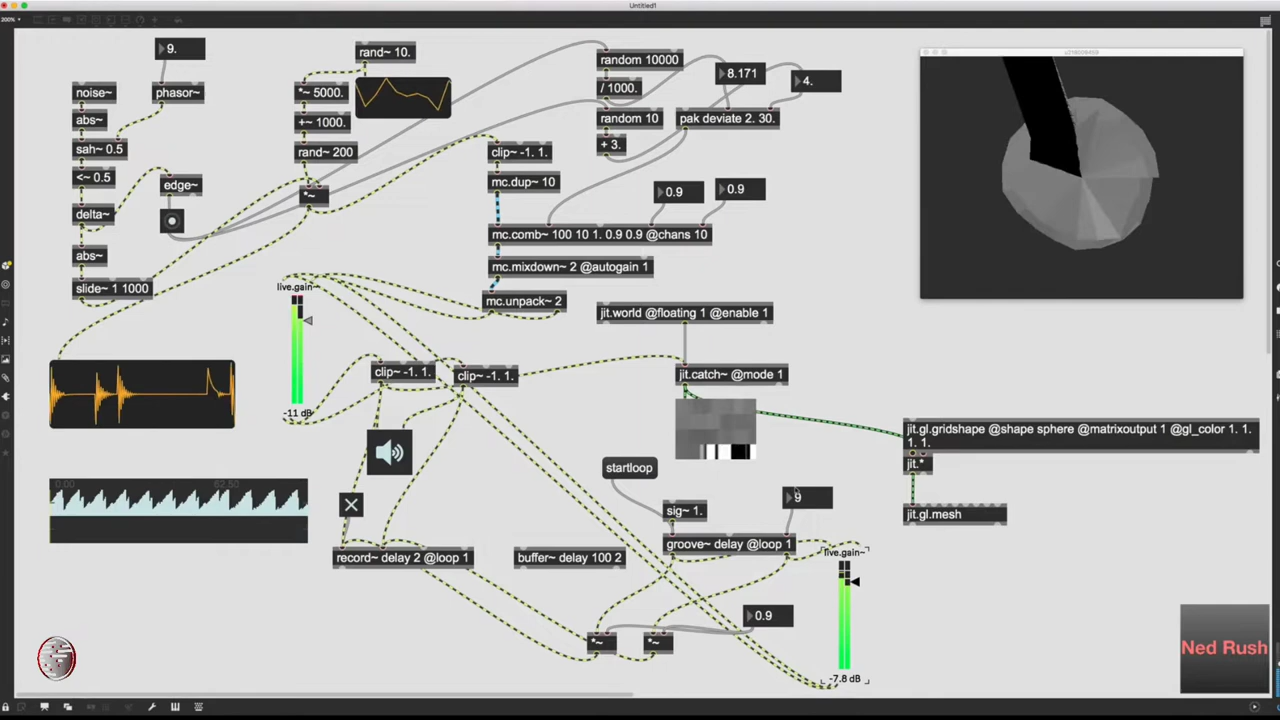 Untitled1
200%
9.
rand~ 10.
random 10000
8.171
4.
noise~
phasor~
*~ 5000.
/ 1000.
abs~
+~ 1000.
random 10
pak deviate 2. 30.
sah~ 0.5
rand~ 200
clip~ -1. 1.
+ 3.
<~ 0.5
edge~
*~
mc.dup~ 10
0.9
0.9
delta~
mc.comb~ 100 10 1. 0.9 0.9 @chans 10
abs~
mc.mixdown~ 2 @autogain 1
slide~ 1 1000
live.gain~
mc.unpack~ 2
jit.world @floating 1 @enable 1
clip~ -1. 1.
clip~ -1. 1.
jit.catch~ @mode 1
-11 dB
jit.gl.gridshape @shape sphere @matrixoutput 1 @gl_color 1. 1.
1. 1.
jit.*
startloop
0.00
62.50
9
sig~ 1.
jit.gl.mesh
groove~ delay @loop 1
live.gain~
record~ delay 2 @loop 1
buffer~ delay 100 2
0.9
*~
*~
-7.8 dB
Ned Rush